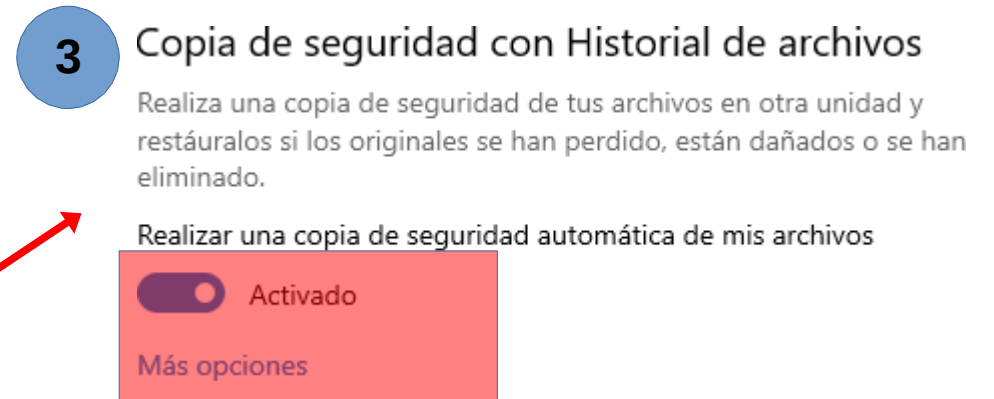 3
Copia de seguridad con Historial de archivos
Realiza una copia de seguridad de tus archivos en otra unidad y
restáuralos si los originales se han perdido, están dañados o se han
eliminado.
Realizar una copia de seguridad automática de mis archivos
Activado
Más opciones